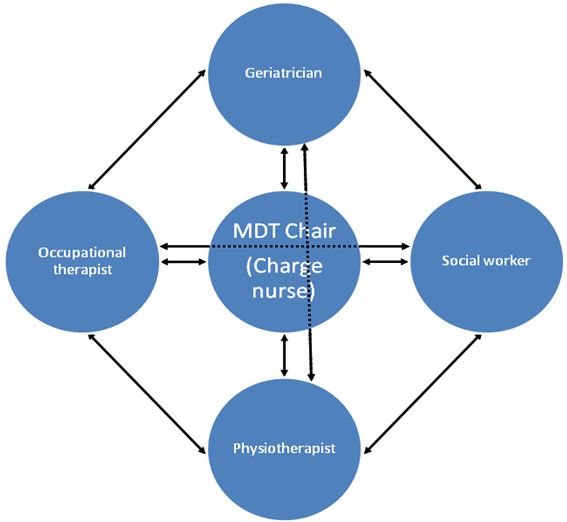 Geriatrician
MDT Chair
(Charge
nurse)
Occupational
therapist
Social worker
Physiotherapist